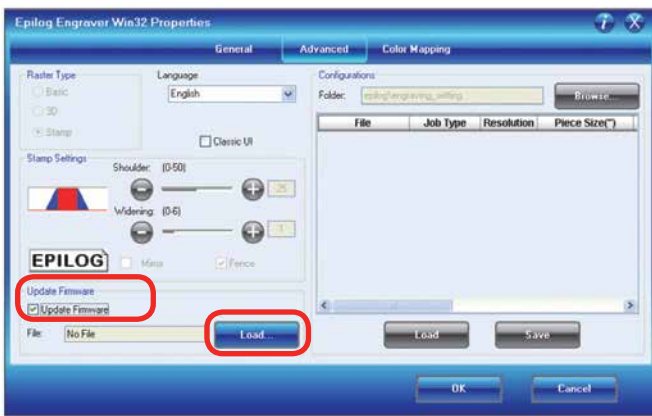 Epilog Engraver Win32 Properties
General Advanced Color Mapping
Raster Type
Basic
3D
Stamp
Language
English
Classic UI
Stamp Settings
Shoulder: (0-50)
25
Widening: (0-6)
1
EPILOG
Mirror
Fence
Update Firmware
Update Firmware
File: No File
Load...
Configurations
Folder: epilog\engraving_setting
Browse...
File Job Type Resolution Piece Size(")
Load Save
OK Cancel